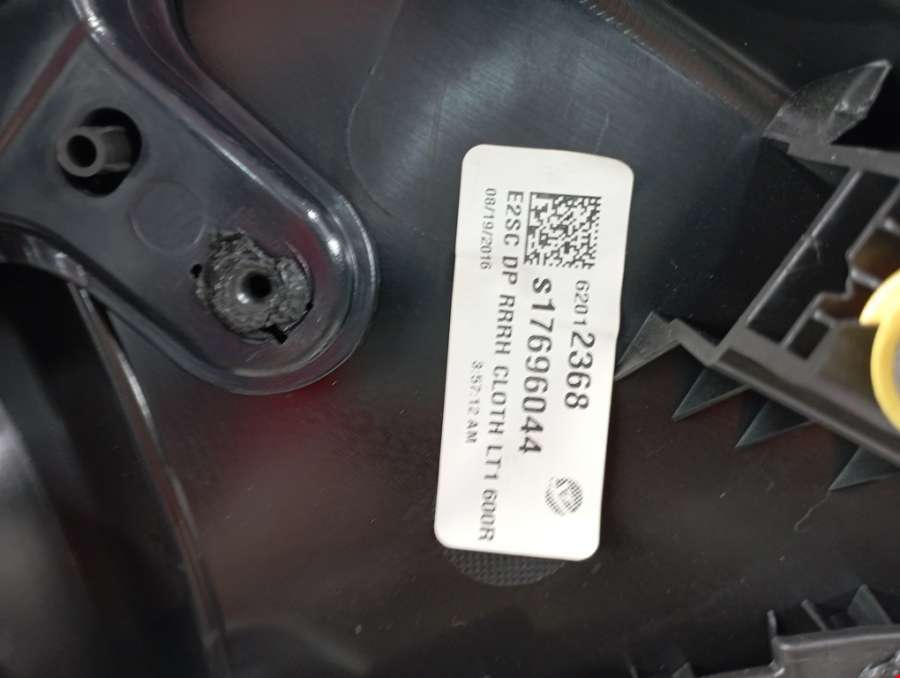 62012368
S17696044
E2SC DP RRRH CLOTH LT1 600R
08/19/2016 3:57:12 AM